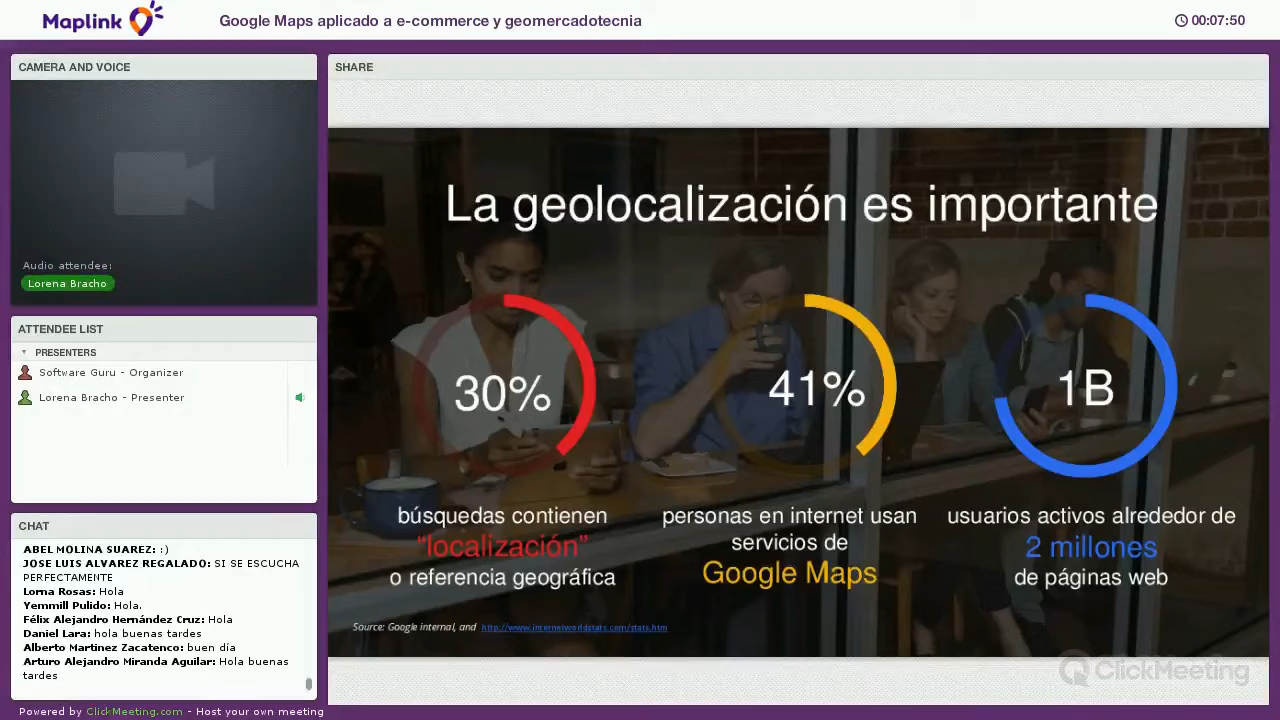 Maplink
Google Maps aplicado a e-commerce y geomercadotecnia
00:07:50
CAMERA AND VOICE
Audio attendee:
Lorena Bracho
ATTENDEE LIST
PRESENTERS
Software Guru - Organizer
Lorena Bracho - Presenter
CHAT
ABEL MOLINA SUAREZ: :)
JOSE LUIS ALVAREZ REGALADO: SI SE ESCUCHA
PERFECTAMENTE
Lorna Rosas: Hola
Yemmill Pulido: Hola.
Félix Alejandro Hernández Cruz: Hola
Daniel Lara: hola buenas tardes
Alberto Martinez Zacatenco: buen día
Arturo Alejandro Miranda Aguilar: Hola buenas
tardes
Powered by ClickMeeting.com - Host your own meeting
SHARE
La geolocalización es importante
30%
búsquedas contienen
“localización”
o referencia geográfica
41%
personas en internet usan
servicios de
Google Maps
1B
usuarios activos alrededor de
2 millones
de páginas web
Source: Google internal, and http://www.internetworldstats.com/stats.htm
ClickMeeting